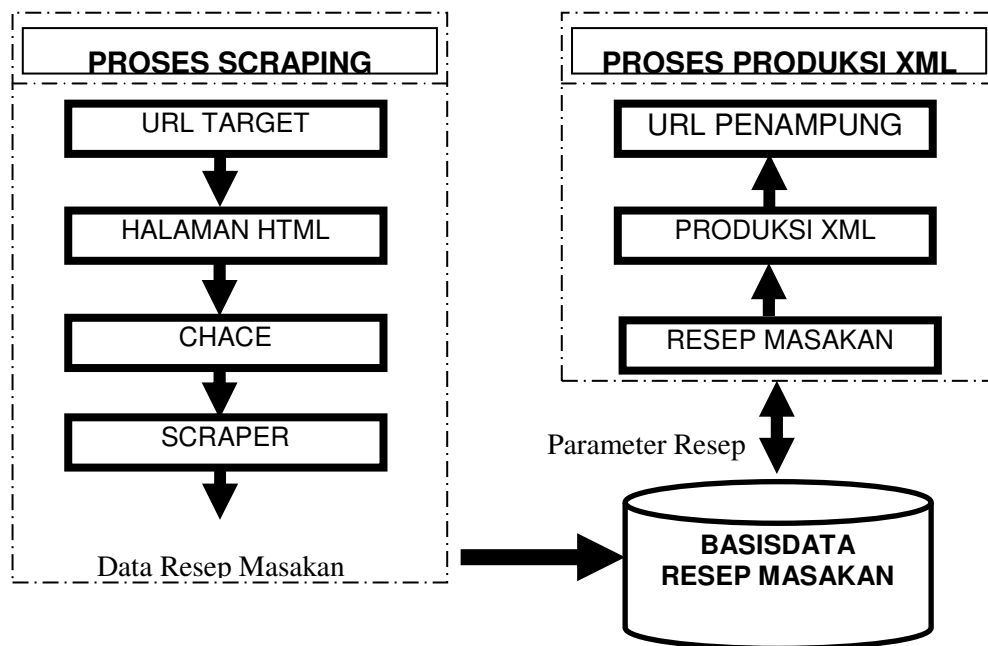 PROSES SCRAPING
URL TARGET
HALAMAN HTML
CHACE
SCRAPER
Data Resep Masakan
PROSES PRODUKSI XML
URL PENAMPUNG
PRODUKSI XML
RESEP MASAKAN
Parameter Resep
BASISDATA
RESEP MASAKAN